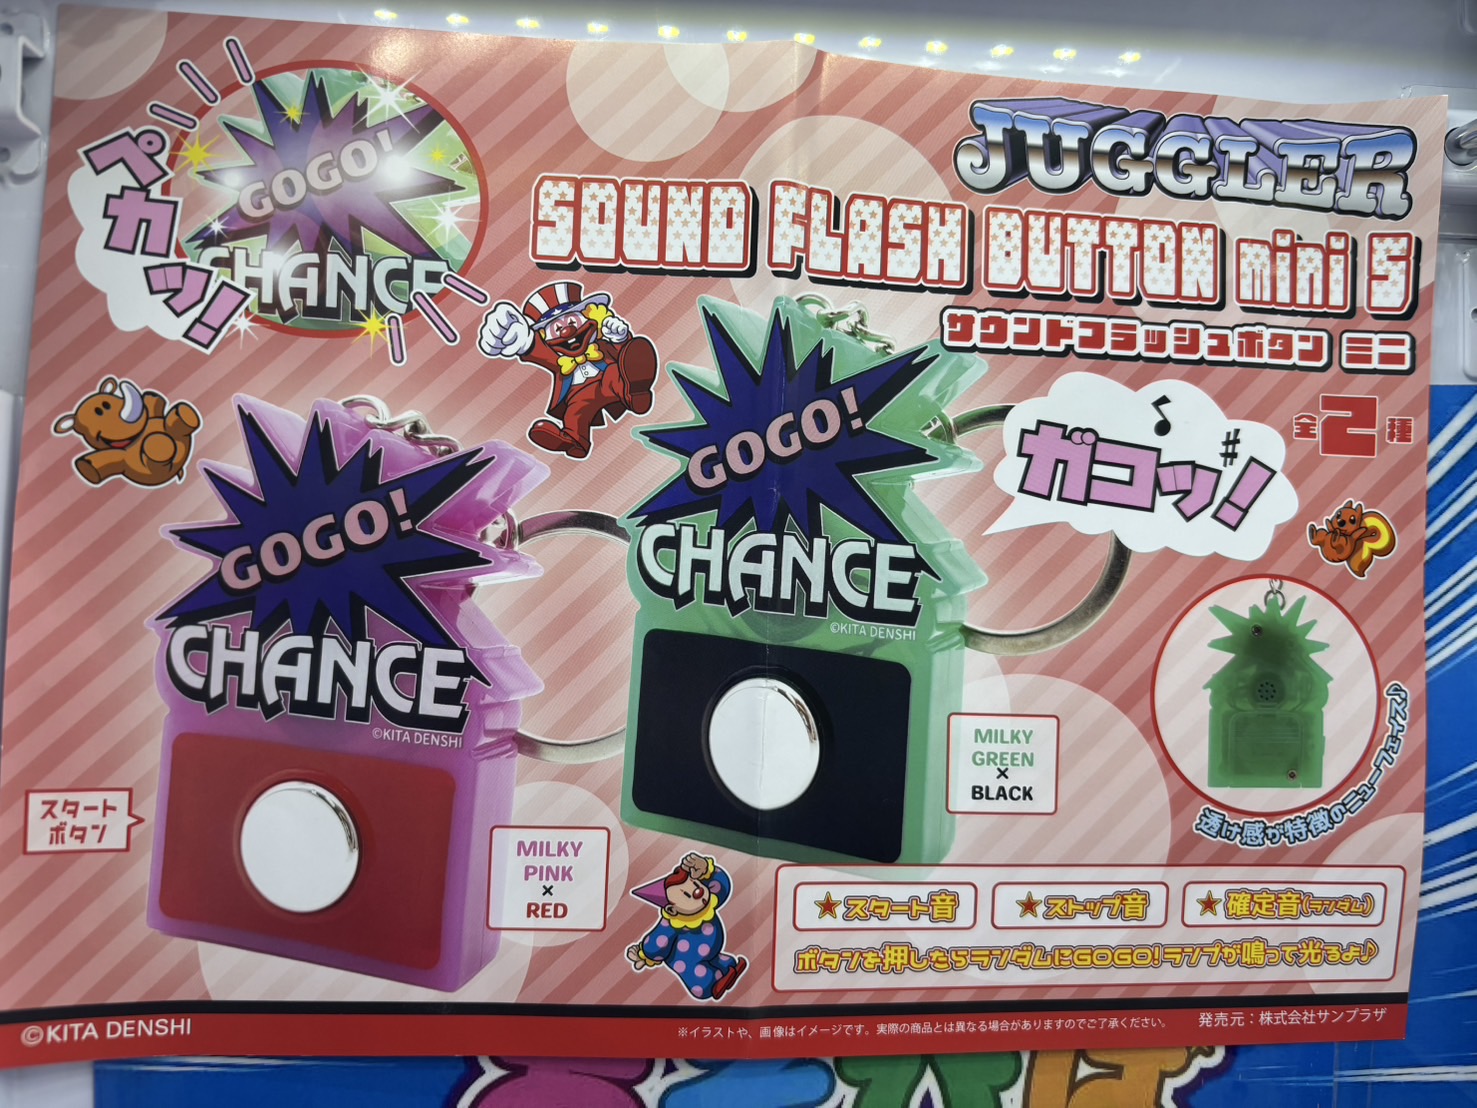 ペカッ!
GOGO!
CHANCE
JUGGLER
SOUND FLASH BUTTON mini 5
サウンドフラッシュボタン ミニ
全2種
ガコッ!
GOGO!
CHANCE
©KITA DENSHI
GOGO!
CHANCE
©KITA DENSHI
MILKY
GREEN
×
BLACK
透け感が特徴のニューフェイス♪
スタート
ボタン
MILKY
PINK
×
RED
★スタート音
★ストップ音
★確定音(ランダム)
ボタンを押したらランダムにGOGO!ランプが鳴って光るよ♪
©KITA DENSHI
※イラストや、画像はイメージです。実際の商品とは異なる場合がありますのでご了承ください。
発売元:株式会社サンプラザ